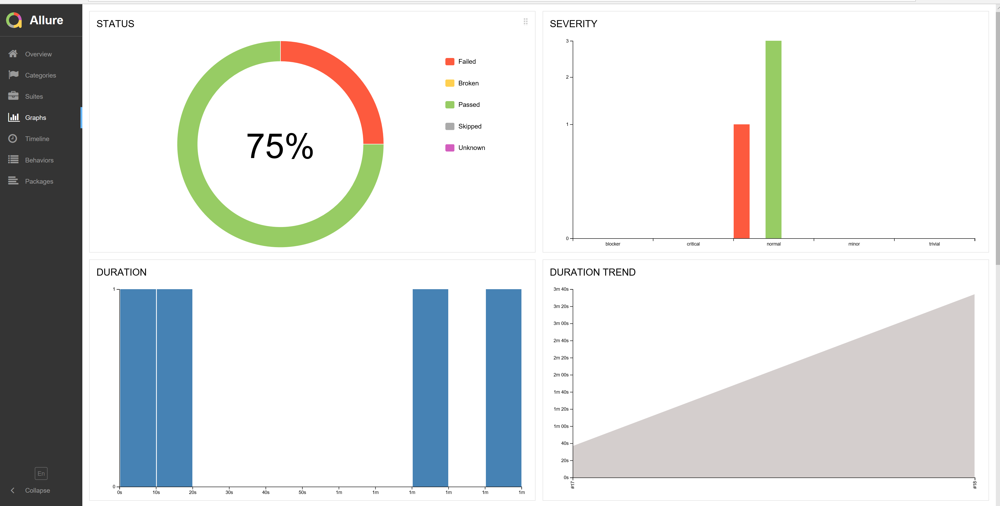 Allure
Overview
Categories
Suites
Graphs
Timeline
Behaviors
Packages
En
Collapse
STATUS
75%
Failed
Broken
Passed
Skipped
Unknown
SEVERITY
3
2
1
0
blocker critical normal minor trivial
DURATION
1
0
0s 10s 20s 30s 40s 50s 1m 1m 1m 1m 1m 1m
DURATION TREND
3m 40s
3m 20s
3m 00s
2m 40s
2m 20s
2m 00s
1m 40s
1m 20s
1m 00s
40s
20s
0s
#17 #18